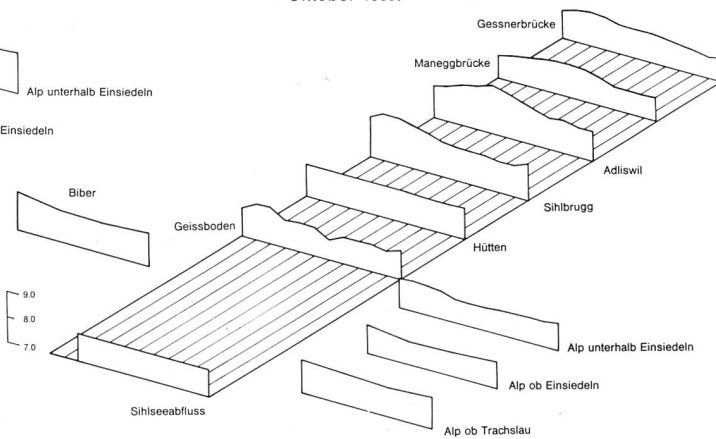 Gessnerbrücke
Maneggbrücke
Alp unterhalb Einsiedeln
Einsiedeln
Adliswil
Biber
Sihlbrugg
Geissboden
Hütten
9.0
8.0
7.0
Alp unterhalb Einsiedeln
Alp ob Einsiedeln
Sihlseeabfluss
Alp ob Trachslau